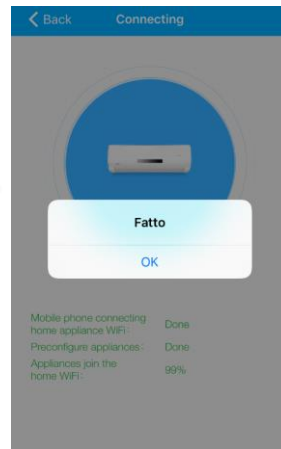 Back Connecting
Fatto
OK
Mobile phone connecting
home appliance WiFi : Done
Preconfigure appliances : Done
Appliances join the
home WiFi : 99%